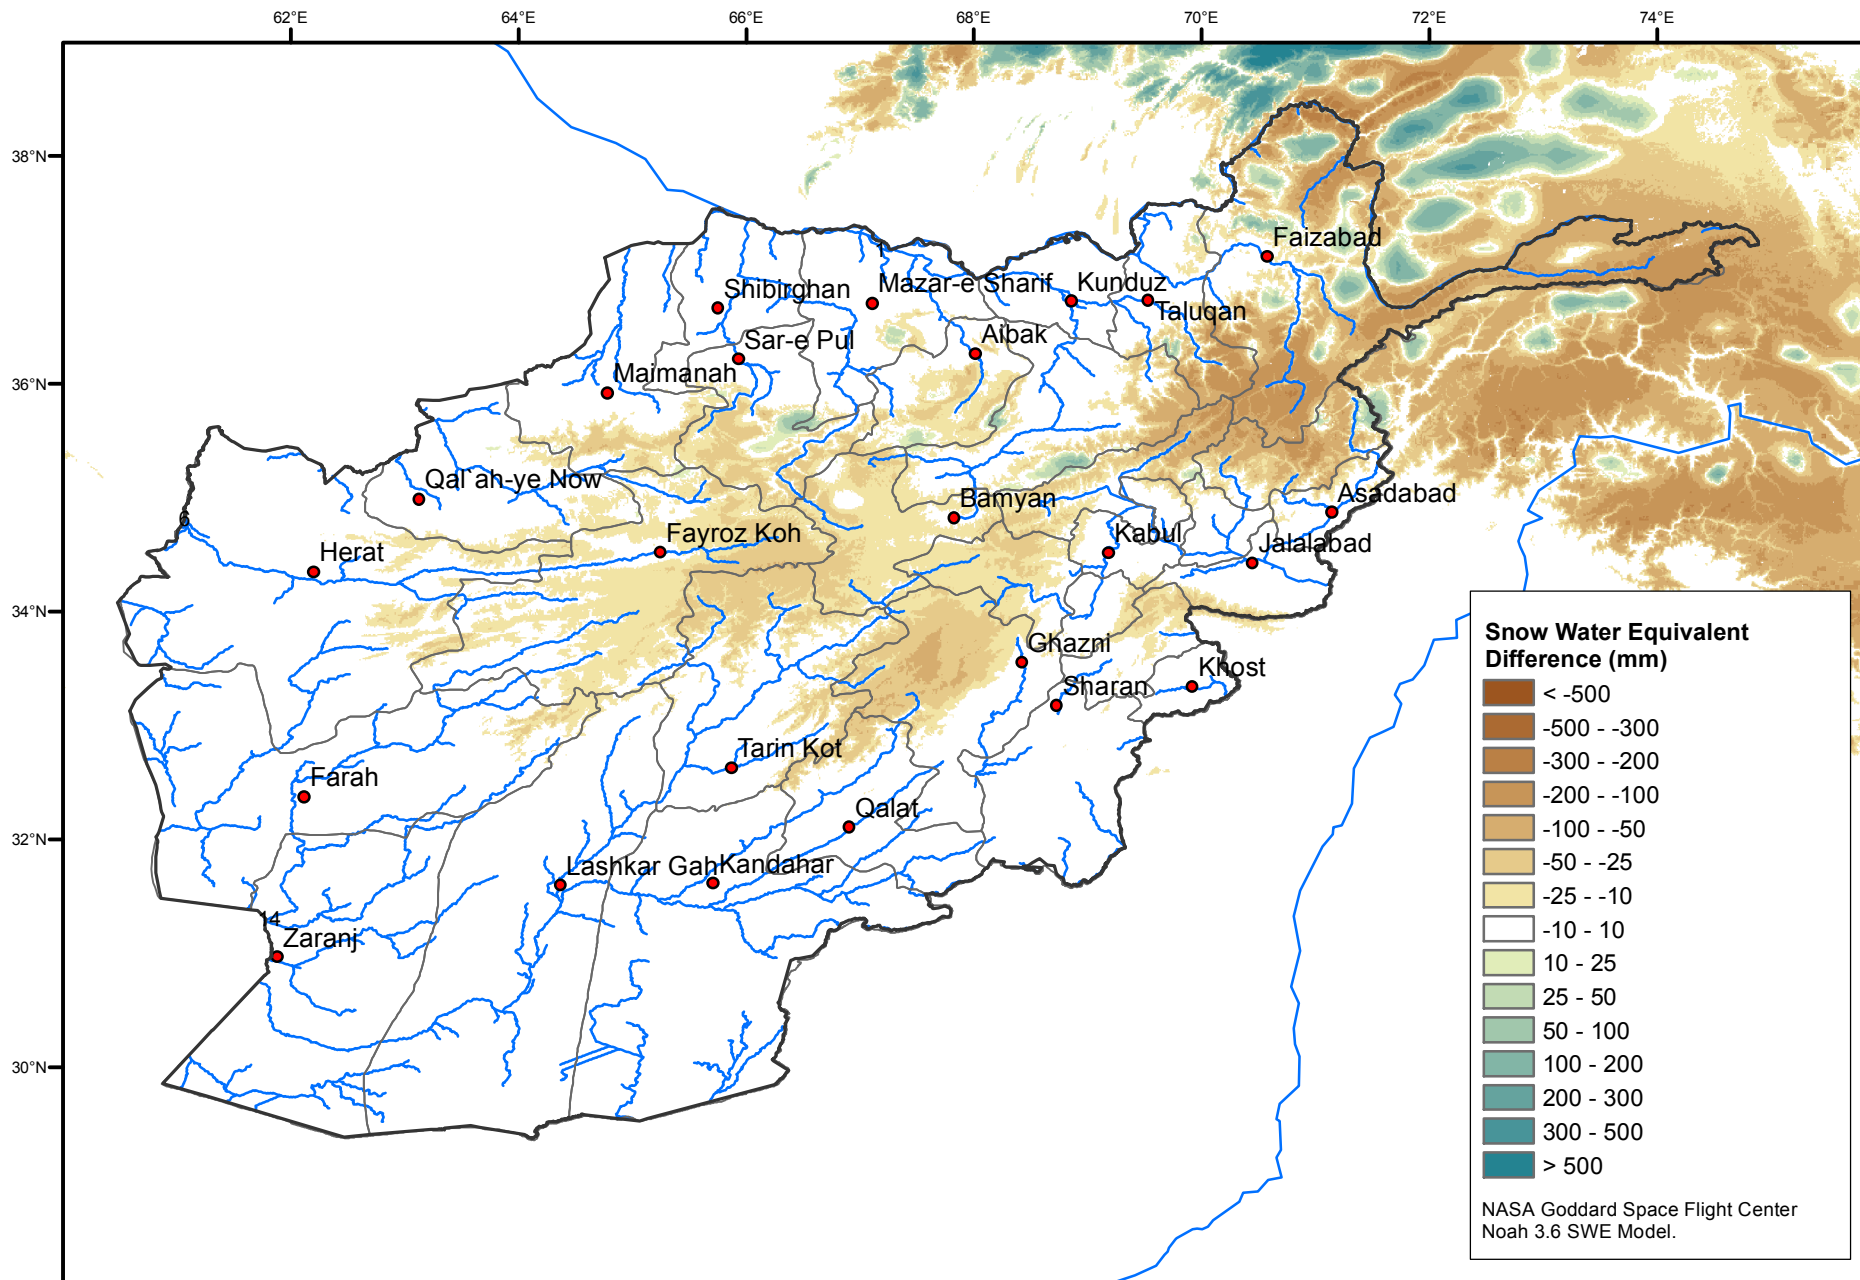 62°E 64°E 66°E 68°E 70°E 72°E 74°E
38°N
36°N
34°N
32°N
30°N
Faizabad
Shibirghan
Mazar-e Sharif
Kunduz
Taluqan
Sar-e Pul
Aibak
Maimanah
Qal ah-ye Now
Bamyan
Asadabad
6
Herat
Fayroz Koh
Kabul
Jalalabad
Ghazni
Khost
Sharan
Tarin Kot
Farah
Qalat
Lashkar Gah
Kandahar
14
Zaranj
Snow Water Equivalent
Difference (mm)
< -500
-500 - -300
-300 - -200
-200 - -100
-100 - -50
-50 - -25
-25 - -10
-10 - 10
10 - 25
25 - 50
50 - 100
100 - 200
200 - 300
300 - 500
> 500
NASA Goddard Space Flight Center
Noah 3.6 SWE Model.